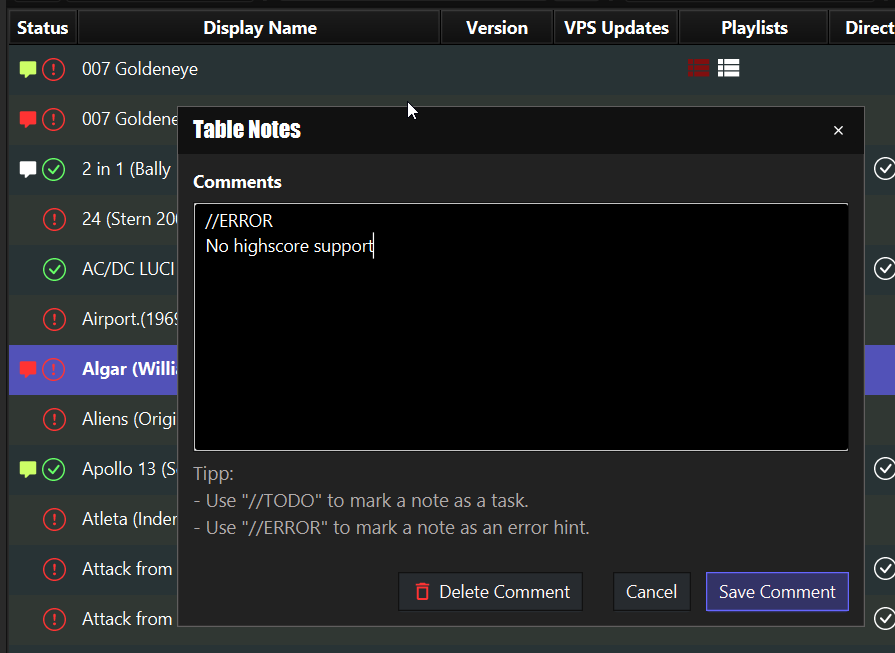 Status Display Name Version VPS Updates Playlists Direct
007 Goldeneye
007 Goldene
Table Notes
2 in 1 (Bally
Comments
24 (Stern 200
//ERROR
No highscore support
AC/DC LUCI
Airport.(1969
Algar (Willia
Aliens (Origi
Apollo 13 (S
Tipp:
- Use "//TODO" to mark a note as a task.
- Use "//ERROR" to mark a note as an error hint.
Atleta (Inder
Attack from
Delete Comment Cancel Save Comment
Attack from